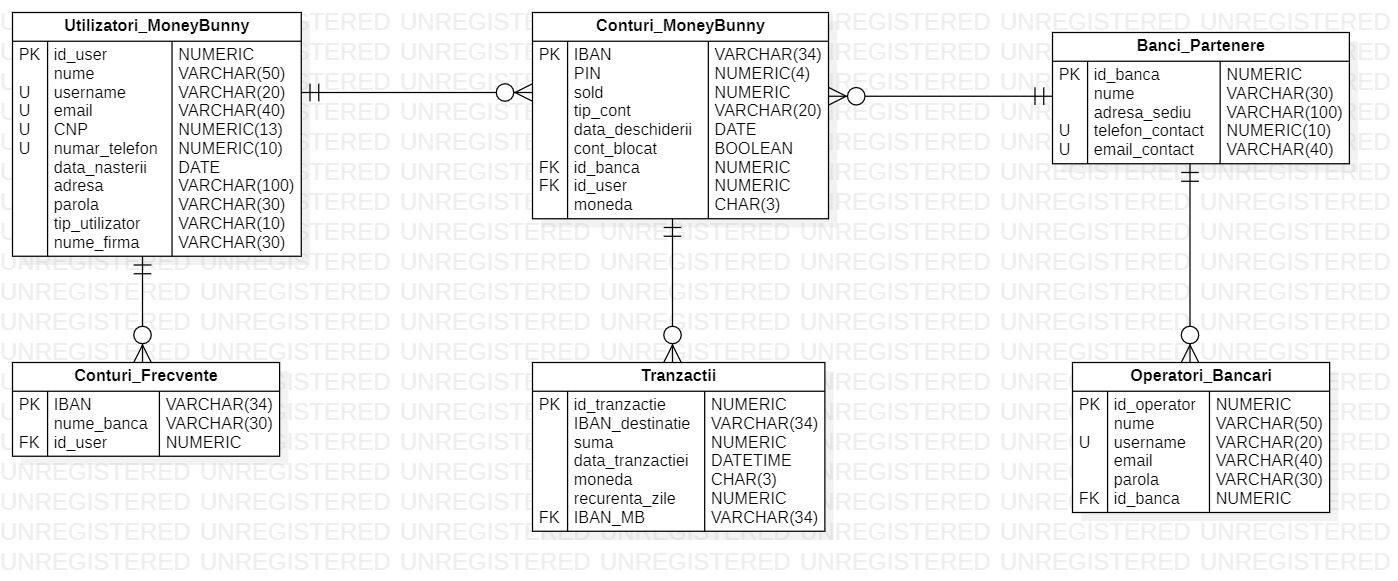 Utilizatori_MoneyBunny
PK id_user NUMERIC
nume VARCHAR(50)
U username VARCHAR(20)
U email VARCHAR(40)
U CNP NUMERIC(13)
U numar_telefon NUMERIC(10)
data_nasterii DATE
adresa VARCHAR(100)
parola VARCHAR(30)
tip_utilizator VARCHAR(10)
nume_firma VARCHAR(30)
Conturi_MoneyBunny
PK IBAN VARCHAR(34)
PIN NUMERIC(4)
sold NUMERIC
tip_cont VARCHAR(20)
data_deschiderii DATE
cont_blocat BOOLEAN
FK id_banca NUMERIC
FK id_user NUMERIC
moneda CHAR(3)
Banci_Partenere
PK id_banca NUMERIC
nume VARCHAR(30)
adresa_sediu VARCHAR(100)
U telefon_contact NUMERIC(10)
U email_contact VARCHAR(40)
Conturi_Frecvente
PK IBAN VARCHAR(34)
nume_banca VARCHAR(30)
FK id_user NUMERIC
Tranzactii
PK id_tranzactie NUMERIC
IBAN_destinatie VARCHAR(34)
suma NUMERIC
data_tranzactiei DATETIME
moneda CHAR(3)
recurenta_zile NUMERIC
FK IBAN_MB VARCHAR(34)
Operatori_Bancari
PK id_operator NUMERIC
nume VARCHAR(50)
U username VARCHAR(20)
email VARCHAR(40)
parola VARCHAR(30)
FK id_banca NUMERIC
UNREGISTERED UNREGISTERED UNREGISTERED UNREGISTERED UNREGISTERED UNREGISTERED UNREGISTERED